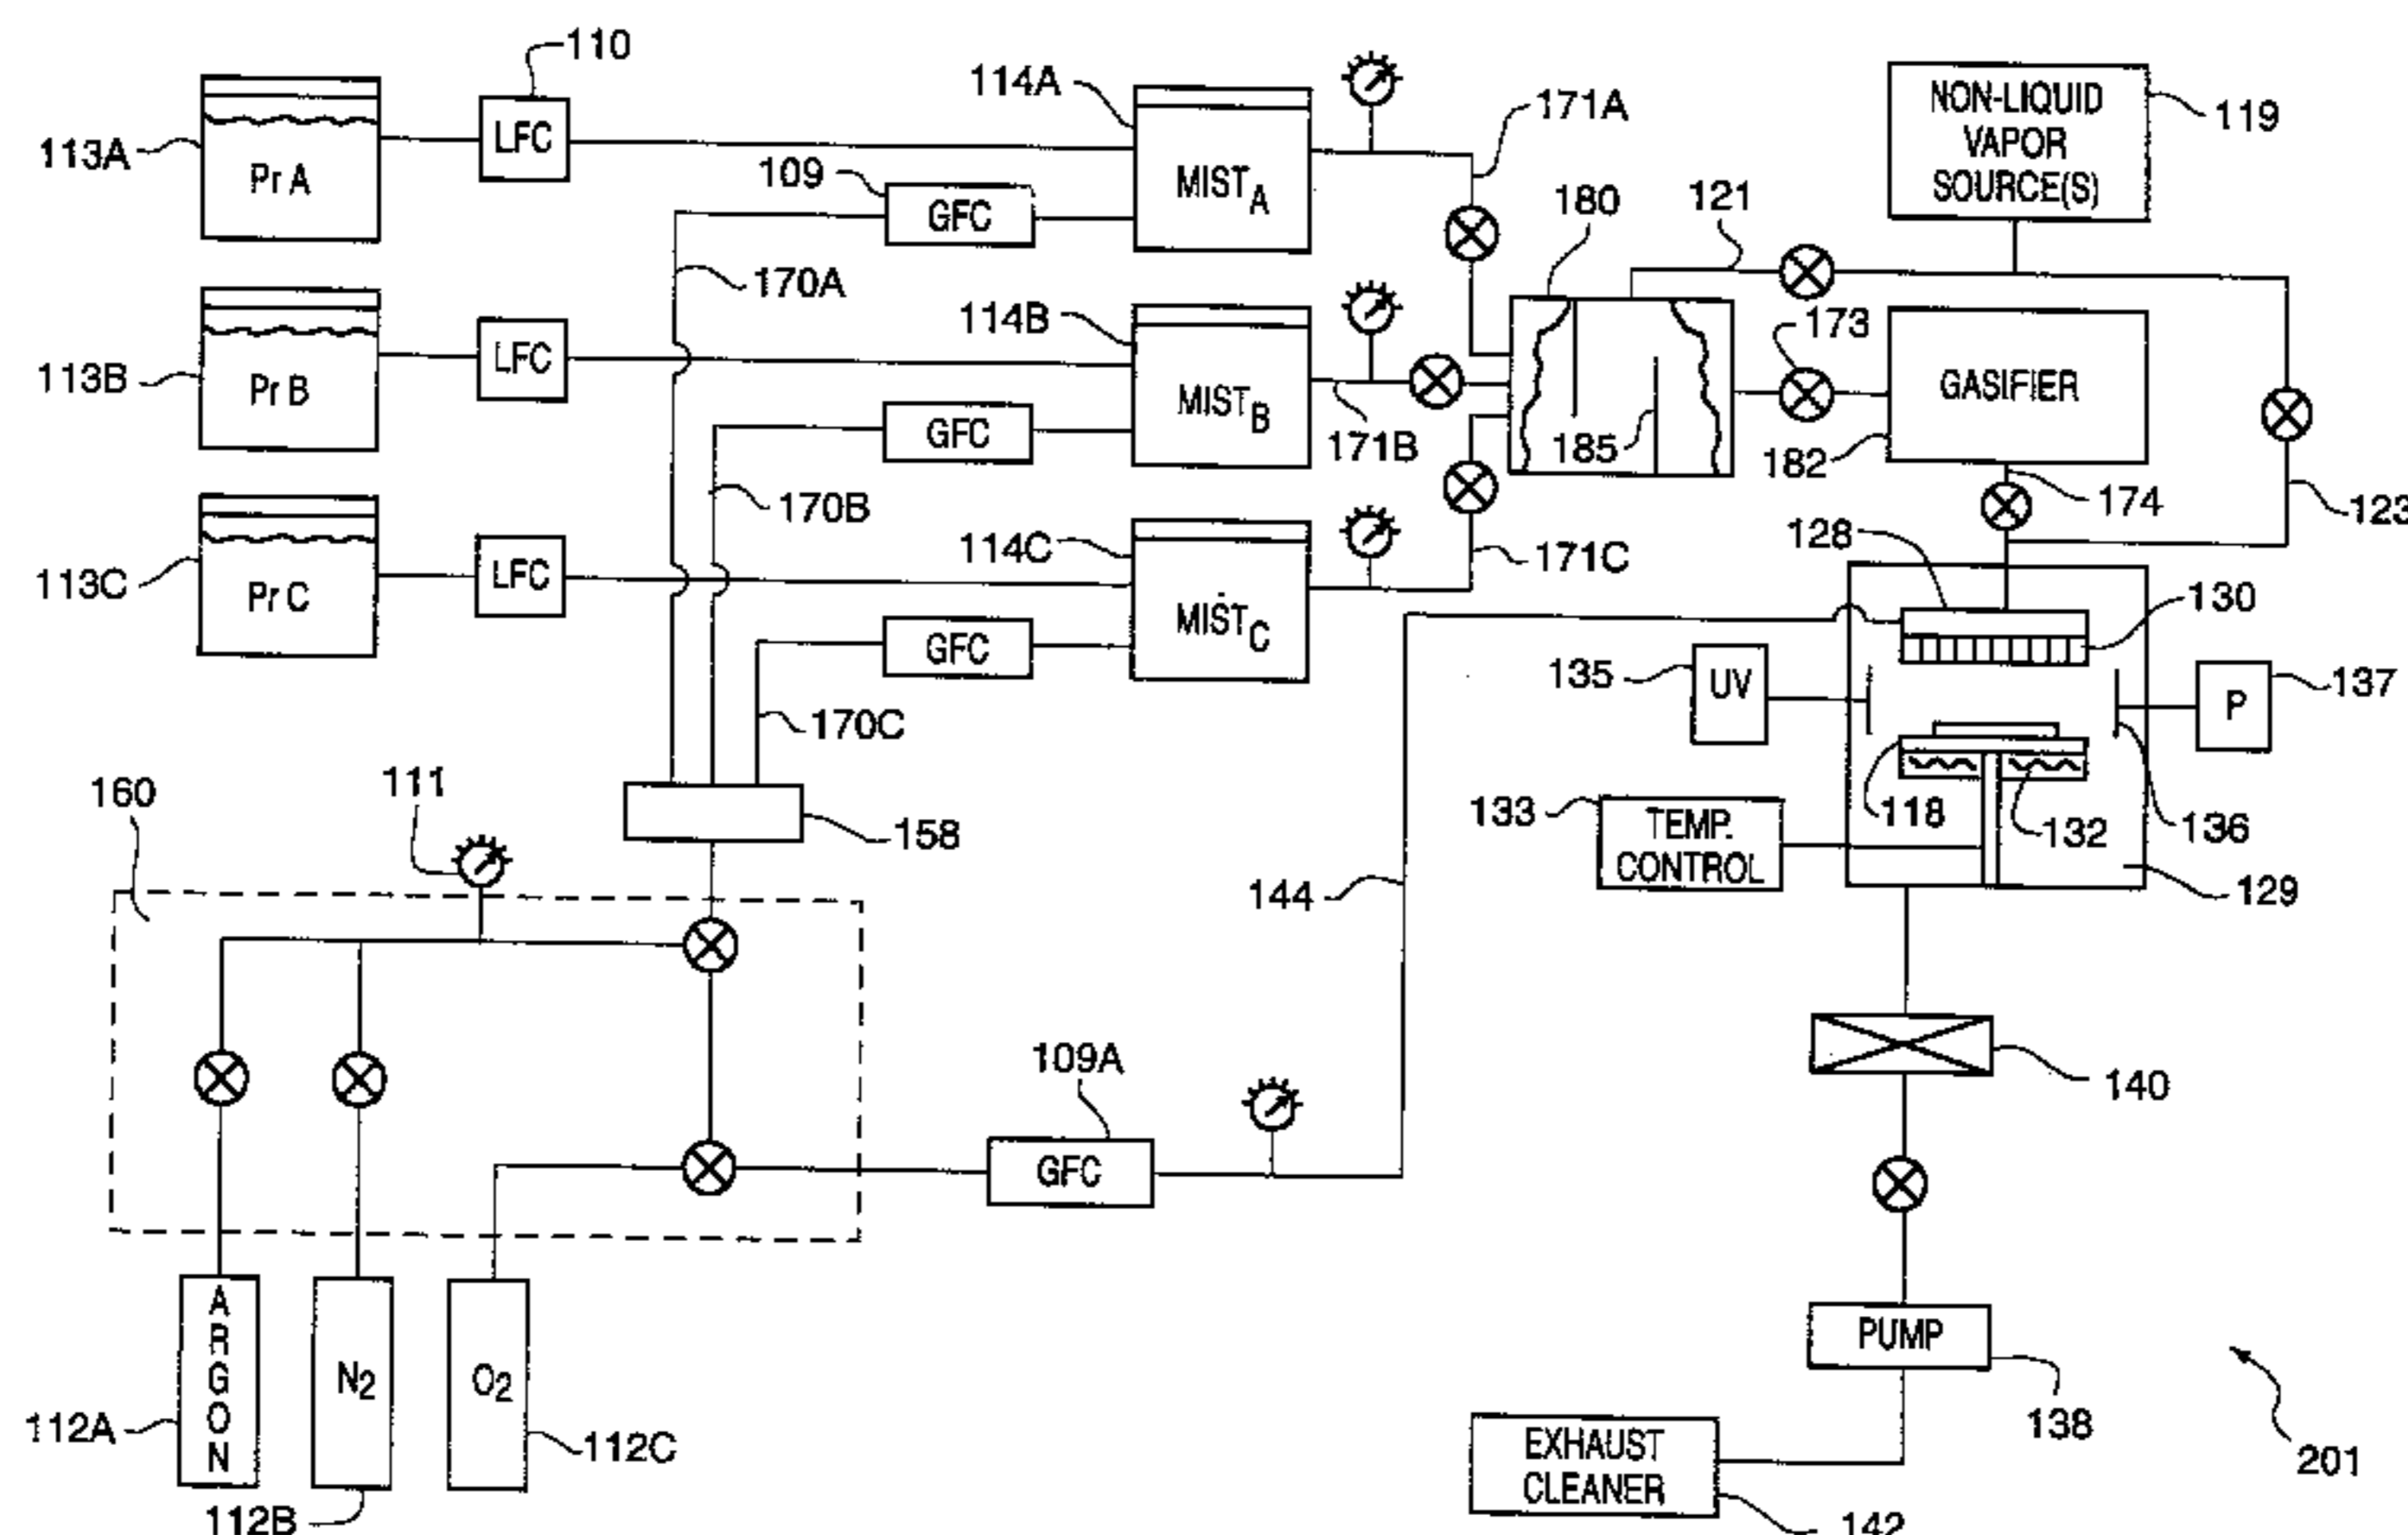 110
113A
Pr A
LFC
114A
MIST A
171A
NON-LIQUID
VAPOR
SOURCE(S)
119
109
GFC
180
121
170A
113B
Pr B
LFC
114B
MIST B
GFC
171B
185
173
GASIFIER
182
174
123
170B
113C
Pr C
LFC
114C
MIST C
171C
GFC
128
130
135
UV
137
P
170C
111
160
158
133
TEMP.
CONTROL
118
132
136
129
144
109A
GFC
140
ARGON
N2
O2
112A
112B
112C
PUMP
138
EXHAUST
CLEANER
142
201